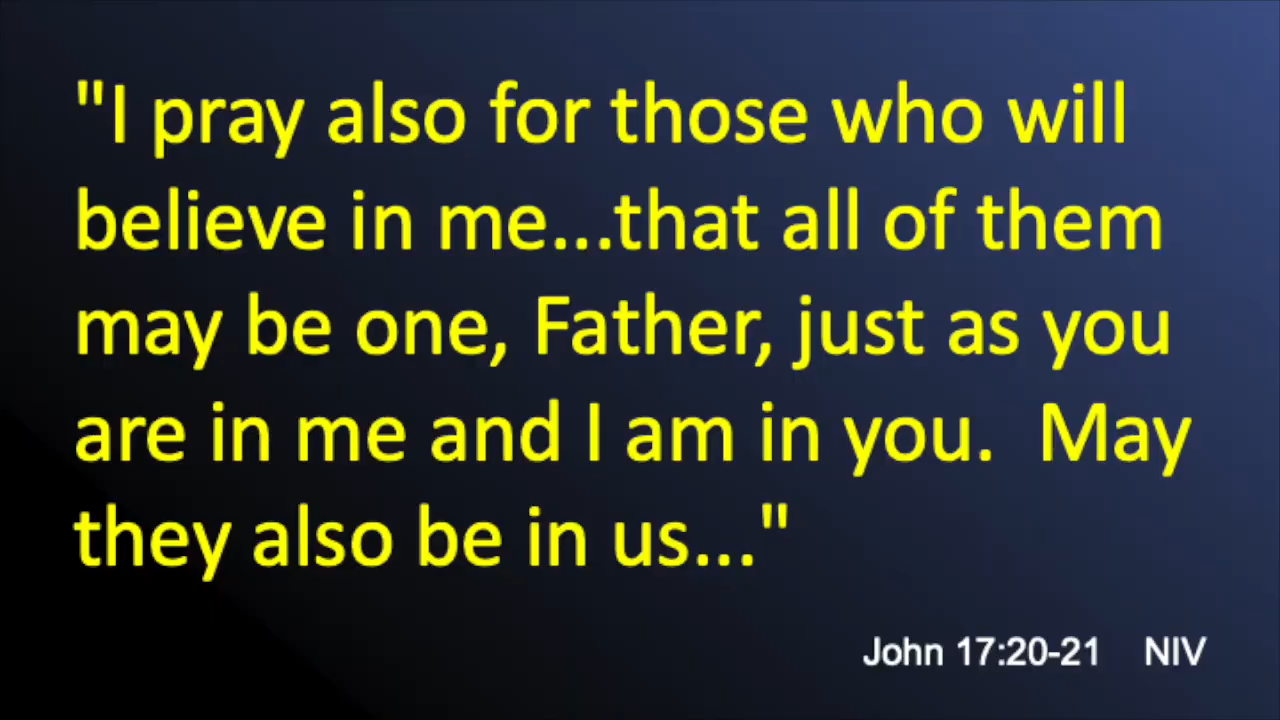 "I pray also for those who will
believe in me...that all of them
may be one, Father, just as you
are in me and I am in you.  May
they also be in us..."
John 17:20-21    NIV